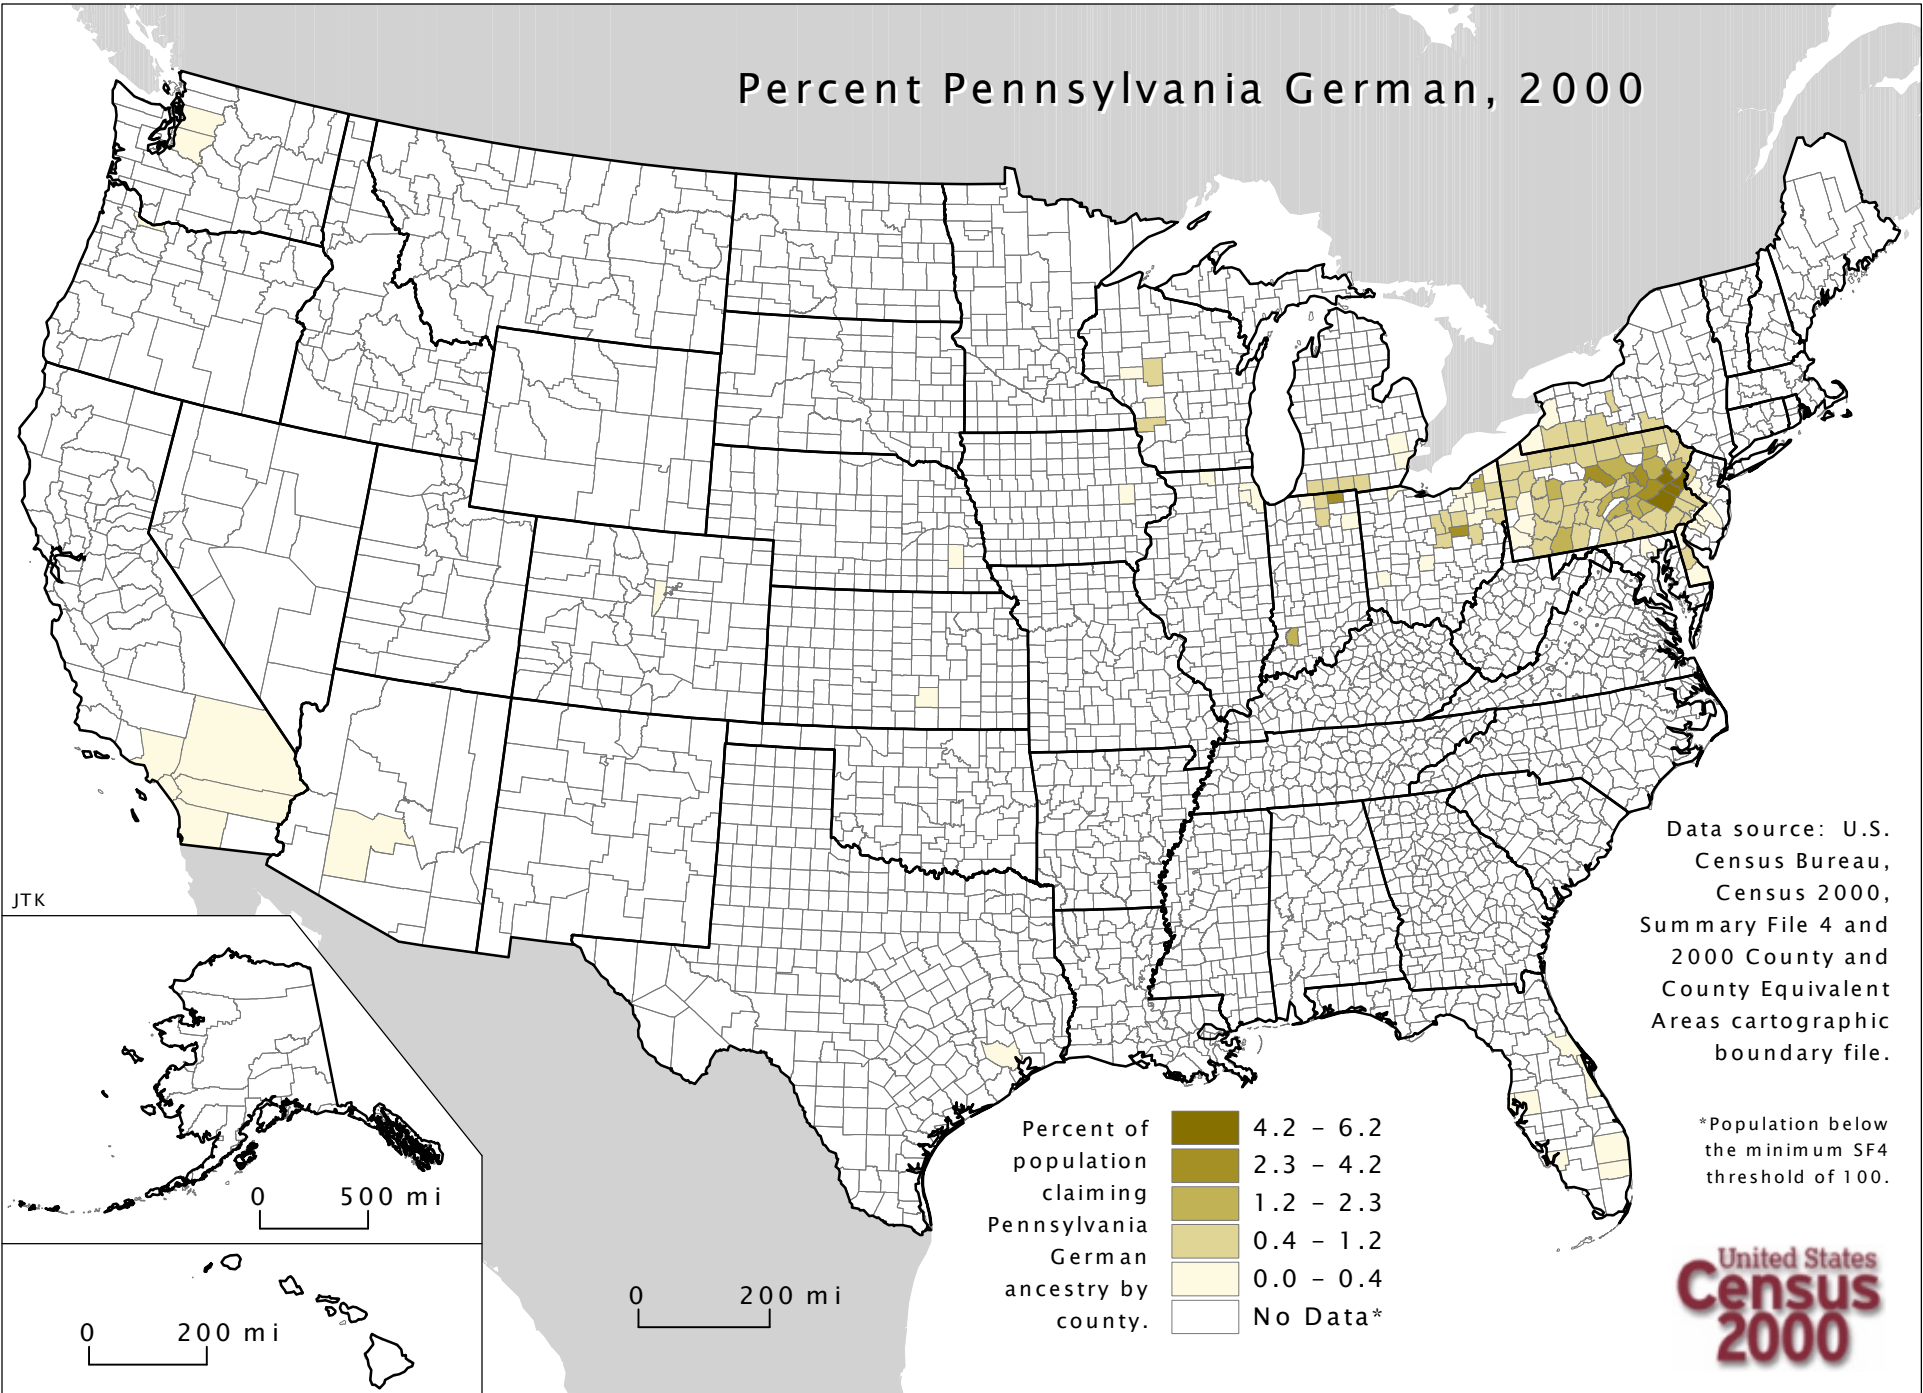 Percent Pennsylvania German, 2000
Data source: U.S.
Census Bureau,
Census 2000,
Summary File 4 and
2000 County and
County Equivalent
Areas cartographic
boundary file.
JTK
*Population below
the minimum SF4
threshold of 100.
Percent of
population
claiming
Pennsylvania
German
ancestry by
county.
4.2 – 6.2
2.3 – 4.2
1.2 – 2.3
0.4 – 1.2
0.0 – 0.4
No Data*
0 500 mi
0 200 mi
0 200 mi
United States
Census
2000